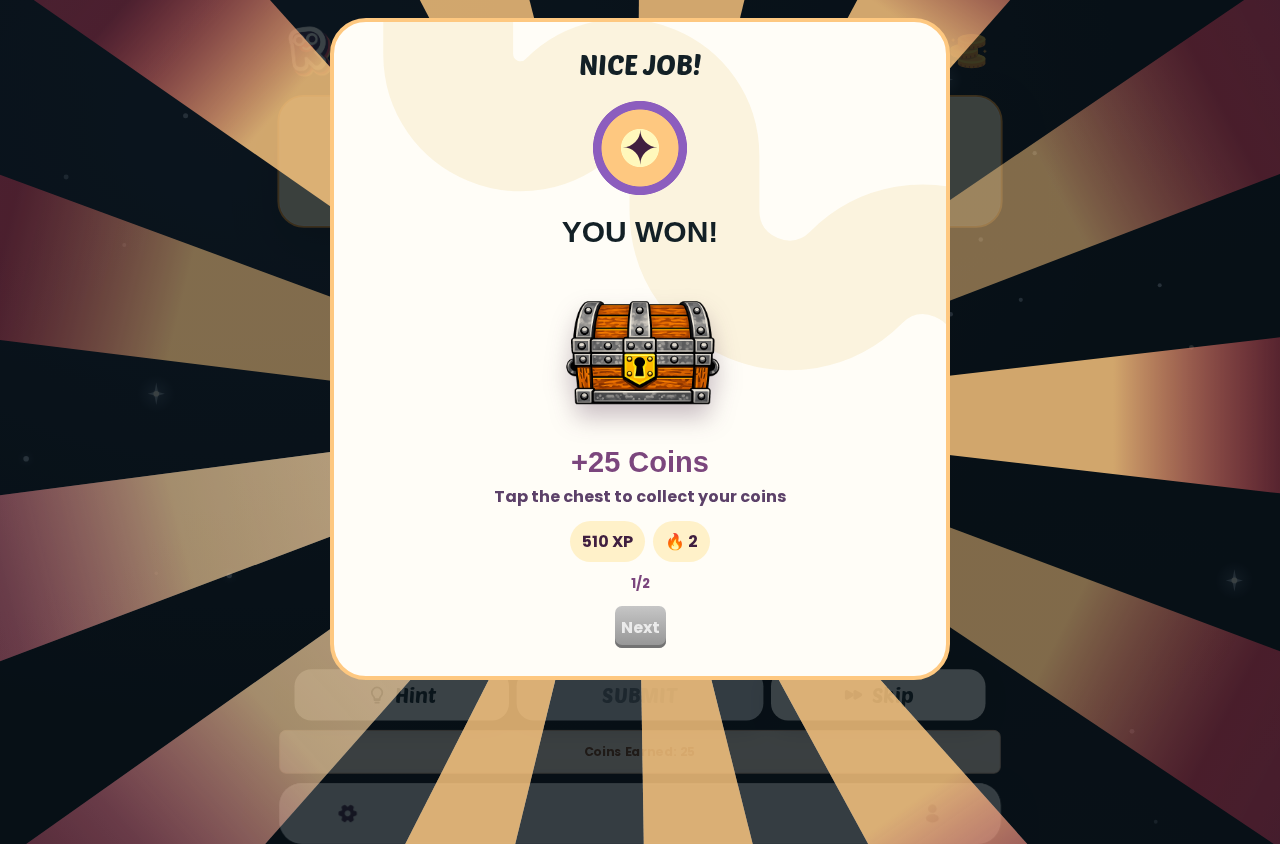 NICE JOB!
YOU WON!
+25 Coins
Tap the chest to collect your coins
510 XP
🔥 2
1/2
Next
Hint
SUBMIT
Skip
Coins Earned: 25